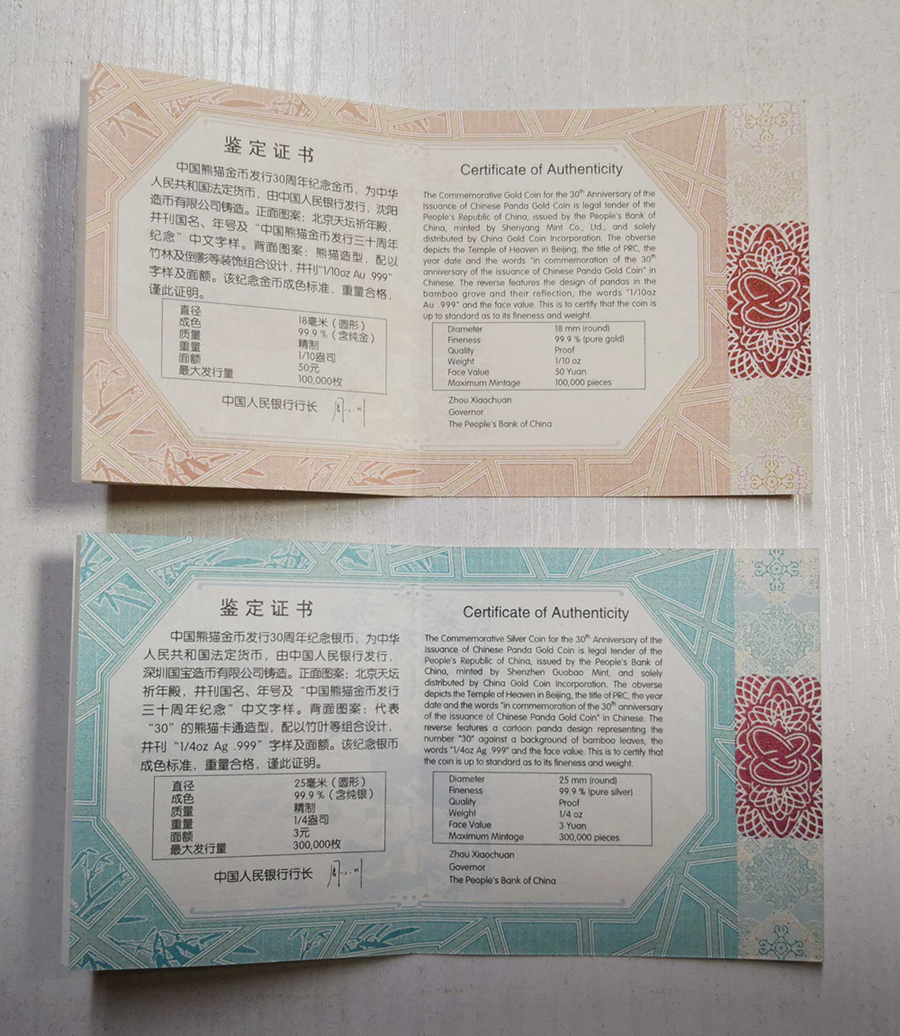 鉴定证书
中国熊猫金币发行30周年纪念金币，为中华
人民共和国法定货币，由中国人民银行发行，沈阳
造币有限公司铸造。正面图案：北京天坛祈年殿，
并刊国名、年号及“中国熊猫金币发行三十周年
纪念”中文字样。背面图案：熊猫造型，配以
竹林及倒影等装饰组合设计，并刊“1/10oz Au .999”
字样及面额。该纪念金币成色标准，重量合格，
谨此证明。
直径 18毫米（圆形）
成色 99.9％（含纯金）
质量 精制
重量 1/10盎司
面额 50元
最大发行量 100,000枚
中国人民银行行长
Certificate of Authenticity
The Commemorative Gold Coin for the 30th Anniversary of the
Issuance of Chinese Panda Gold Coin is legal tender of the
People's Republic of China, issued by the People's Bank of
China, minted by Shenyang Mint Co., Ltd., and solely
distributed by China Gold Coin Incorporation. The obverse
depicts the Temple of Heaven in Beijing, the title of PRC, the
year date and the words "in commemoration of the 30th
anniversary of the issuance of Chinese Panda Gold Coin" in
Chinese. The reverse features the design of pandas in the
bamboo grove and their reflection, the words "1/10oz
Au .999" and the face value. This is to certify that the coin is
up to standard as to its fineness and weight.
Diameter 18 mm (round)
Fineness 99.9 % (pure gold)
Quality Proof
Weight 1/10 oz
Face Value 50 Yuan
Maximum Mintage 100,000 pieces
Zhou Xiaochuan
Governor
The People's Bank of China
鉴定证书
中国熊猫金币发行30周年纪念银币，为中华
人民共和国法定货币，由中国人民银行发行，
深圳国宝造币有限公司铸造。正面图案：北京天坛
祈年殿，并刊国名、年号及“中国熊猫金币发行
三十周年纪念”中文字样。背面图案：代表
“30”的熊猫卡通造型，配以竹叶等组合设计，
并刊“1/4oz Ag .999”字样及面额。该纪念银币
成色标准，重量合格，谨此证明。
直径 25毫米（圆形）
成色 99.9％（含纯银）
质量 精制
重量 1/4盎司
面额 3元
最大发行量 300,000枚
中国人民银行行长
Certificate of Authenticity
The Commemorative Silver Coin for the 30th Anniversary of the
Issuance of Chinese Panda Gold Coin is legal tender of the
People's Republic of China, issued by the People's Bank of
China, minted by Shenzhen Guobao Mint, and solely
distributed by China Gold Coin Incorporation. The obverse
depicts the Temple of Heaven in Beijing, the title of PRC, the year
date and the words "in commemoration of the 30th anniversary
of the issuance of Chinese Panda Gold Coin" in Chinese. The
reverse features a cartoon panda design representing the
number "30" against a background of bamboo leaves, the
words "1/4oz Ag .999" and the face value. This is to certify that
the coin is up to standard as to its fineness and weight.
Diameter 25 mm (round)
Fineness 99.9 % (pure silver)
Quality Proof
Weight 1/4 oz
Face Value 3 Yuan
Maximum Mintage 300,000 pieces
Zhou Xiaochuan
Governor
The People's Bank of China